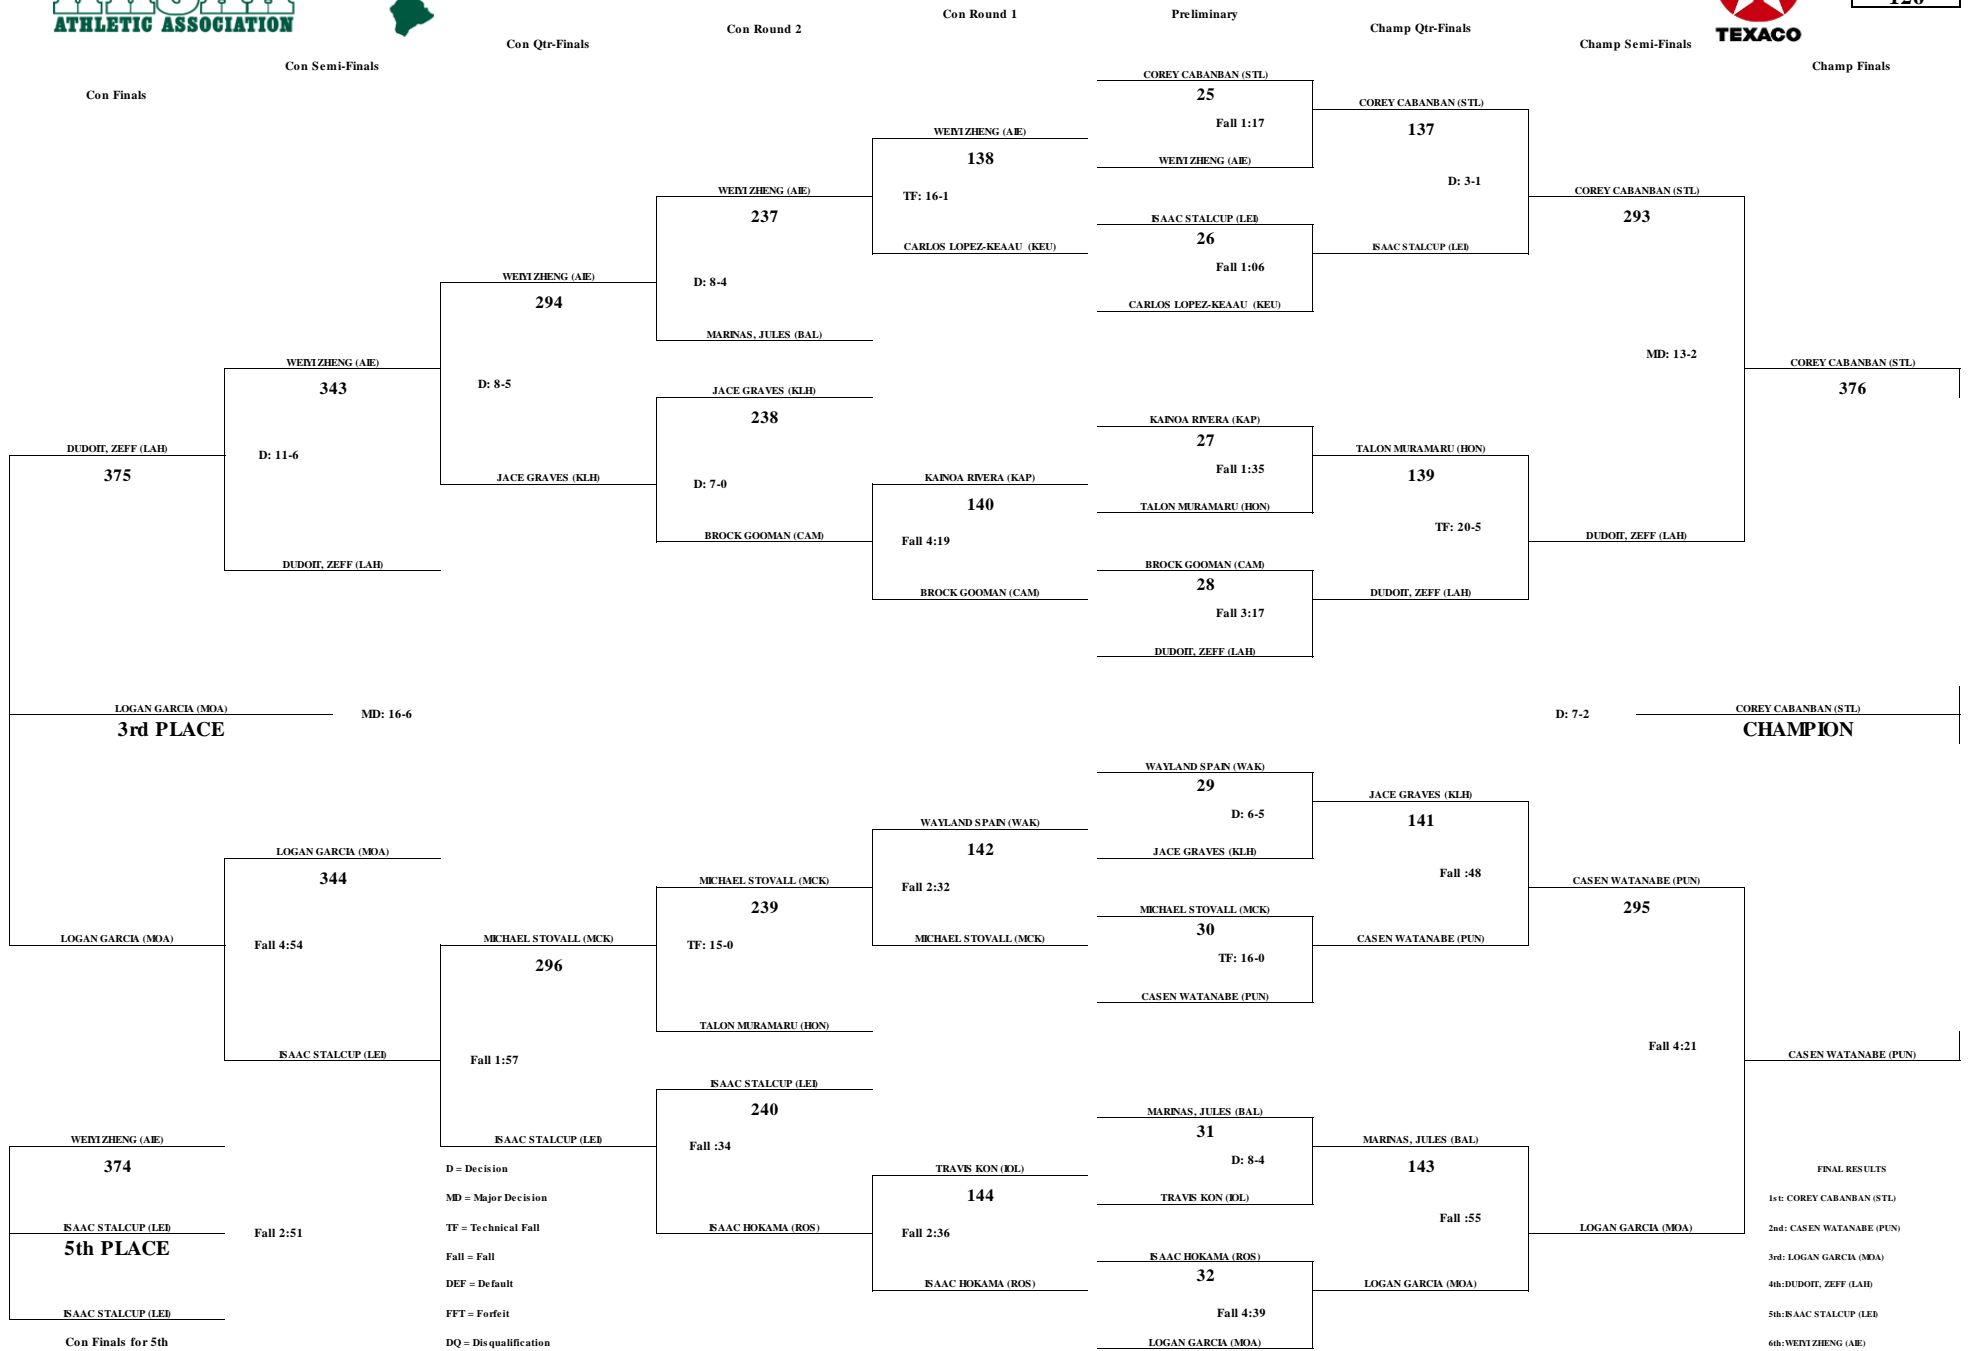 ATHLETIC ASSOCIATION
TEXACO
Con Finals
Con Semi-Finals
Con Qtr-Finals
Con Round 2
Con Round 1
Preliminary
Champ Qtr-Finals
Champ Semi-Finals
Champ Finals
COREY CABANBAN (STL)
25
Fall 1:17
WEIYI ZHENG (AIE)
ISAAC STALCUP (LEI)
26
Fall 1:06
CARLOS LOPEZ-KEAAU (KEU)
KAINOA RIVERA (KAP)
27
Fall 1:35
TALON MURAMARU (HON)
BROCK GOOMAN (CAM)
28
Fall 3:17
DUDOIT, ZEFF (LAH)
WAYLAND SPAIN (WAK)
29
D: 6-5
JACE GRAVES (KLH)
MICHAEL STOVALL (MCK)
30
TF: 16-0
CASEN WATANABE (PUN)
MARINAS, JULES (BAL)
31
D: 8-4
TRAVIS KON (IOL)
ISAAC HOKAMA (ROS)
32
Fall 4:39
LOGAN GARCIA (MOA)
COREY CABANBAN (STL)
137
D: 3-1
ISAAC STALCUP (LEI)
TALON MURAMARU (HON)
139
TF: 20-5
DUDOIT, ZEFF (LAH)
JACE GRAVES (KLH)
141
Fall :48
CASEN WATANABE (PUN)
MARINAS, JULES (BAL)
143
Fall :55
LOGAN GARCIA (MOA)
COREY CABANBAN (STL)
293
MD: 13-2
DUDOIT, ZEFF (LAH)
CASEN WATANABE (PUN)
295
Fall 4:21
LOGAN GARCIA (MOA)
COREY CABANBAN (STL)
376
D: 7-2
COREY CABANBAN (STL)
CHAMPION
CASEN WATANABE (PUN)
WEIYI ZHENG (AIE)
138
TF: 16-1
CARLOS LOPEZ-KEAAU (KEU)
KAINOA RIVERA (KAP)
140
Fall 4:19
BROCK GOOMAN (CAM)
WAYLAND SPAIN (WAK)
142
Fall 2:32
MICHAEL STOVALL (MCK)
TRAVIS KON (IOL)
144
Fall 2:36
ISAAC HOKAMA (ROS)
WEIYI ZHENG (AIE)
237
D: 8-4
MARINAS, JULES (BAL)
JACE GRAVES (KLH)
238
D: 7-0
BROCK GOOMAN (CAM)
MICHAEL STOVALL (MCK)
239
TF: 15-0
TALON MURAMARU (HON)
ISAAC STALCUP (LEI)
240
Fall :34
ISAAC HOKAMA (ROS)
WEIYI ZHENG (AIE)
294
D: 8-5
JACE GRAVES (KLH)
MICHAEL STOVALL (MCK)
296
Fall 1:57
ISAAC STALCUP (LEI)
WEIYI ZHENG (AIE)
343
D: 11-6
DUDOIT, ZEFF (LAH)
LOGAN GARCIA (MOA)
344
Fall 4:54
ISAAC STALCUP (LEI)
DUDOIT, ZEFF (LAH)
375
LOGAN GARCIA (MOA)
MD: 16-6
3rd PLACE
LOGAN GARCIA (MOA)
WEIYI ZHENG (AIE)
374
ISAAC STALCUP (LEI)
Fall 2:51
5th PLACE
ISAAC STALCUP (LEI)
Con Finals for 5th
D = Decision
MD = Major Decision
TF = Technical Fall
Fall = Fall
DEF = Default
FFT = Forfeit
DQ = Disqualification
FINAL RESULTS
1st: COREY CABANBAN (STL)
2nd: CASEN WATANABE (PUN)
3rd: LOGAN GARCIA (MOA)
4th:DUDOIT, ZEFF (LAH)
5th:ISAAC STALCUP (LEI)
6th:WEIYI ZHENG (AIE)